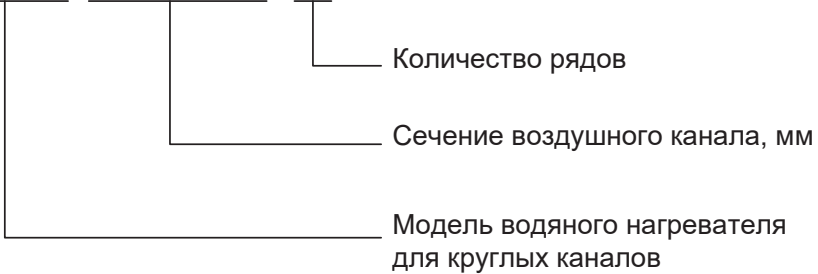 Количество рядов
Сечение воздушного канала, мм
Модель водяного нагревателя
для круглых каналов